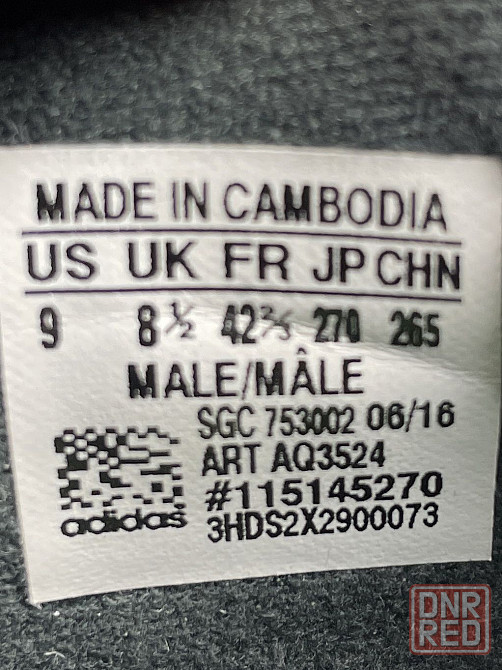 MADE IN CAMBODIA
US UK FR JP CHN
9 8½ 42⅔ 270 265
MALE/MÂLE
SGC 753002 06/16
ART AQ3524
#115145270
adidas 3HDS2X2900073
DNR
RED